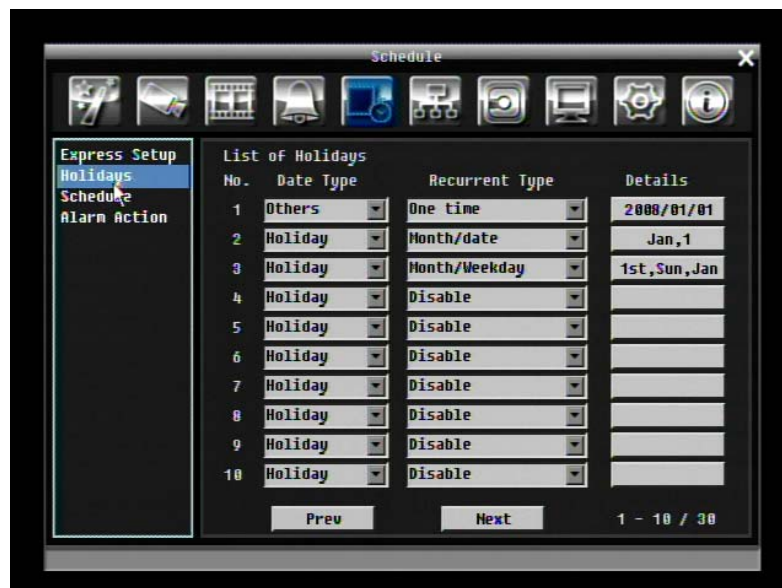 Schedule
Express Setup
Holidays
Schedule
Alarm Action
List of Holidays
No. Date Type Recurrent Type Details
1 Others One time 2008/01/01
2 Holiday Month/date Jan,1
3 Holiday Month/Weekday 1st,Sun,Jan
4 Holiday Disable
5 Holiday Disable
6 Holiday Disable
7 Holiday Disable
8 Holiday Disable
9 Holiday Disable
10 Holiday Disable
Prev Next 1 - 10 / 30